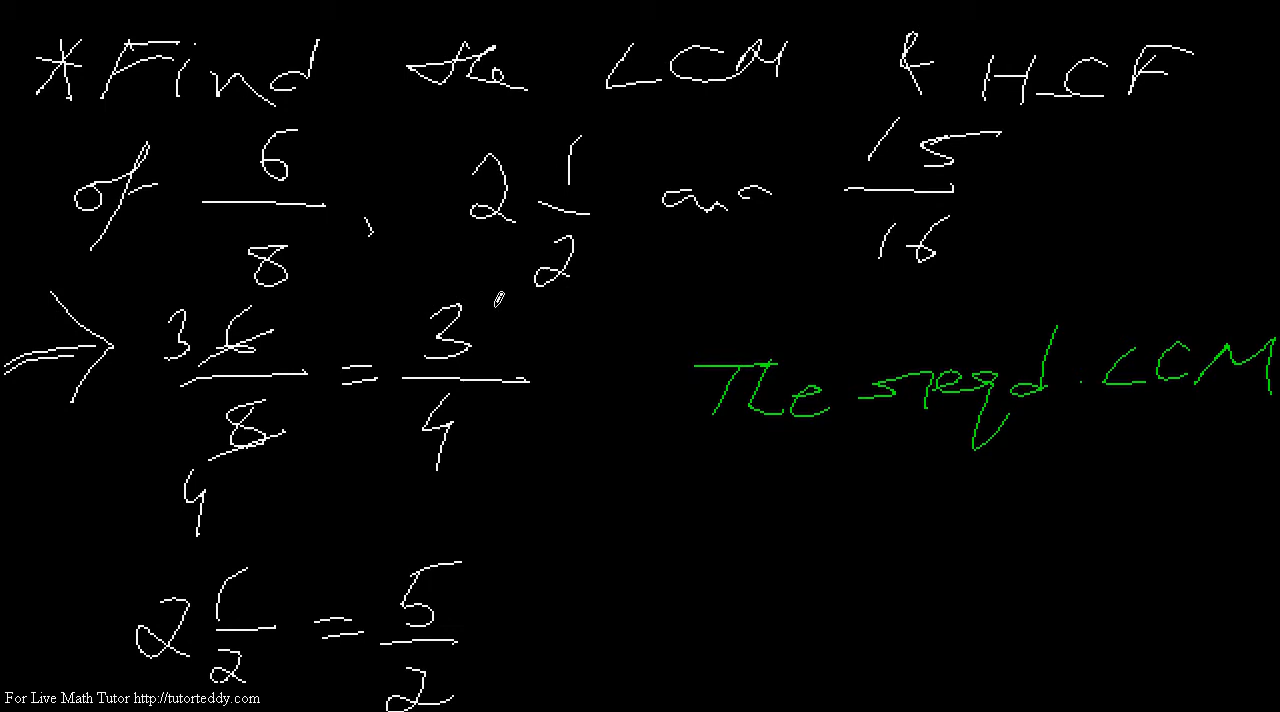 *Find the LCM & HCF
of 6/8, 2 1/2 an 15/16
3 6/8 4 = 3/4
The reqd. LCM
2 1/2 = 5/2
For Live Math Tutor http://tutorteddy.com